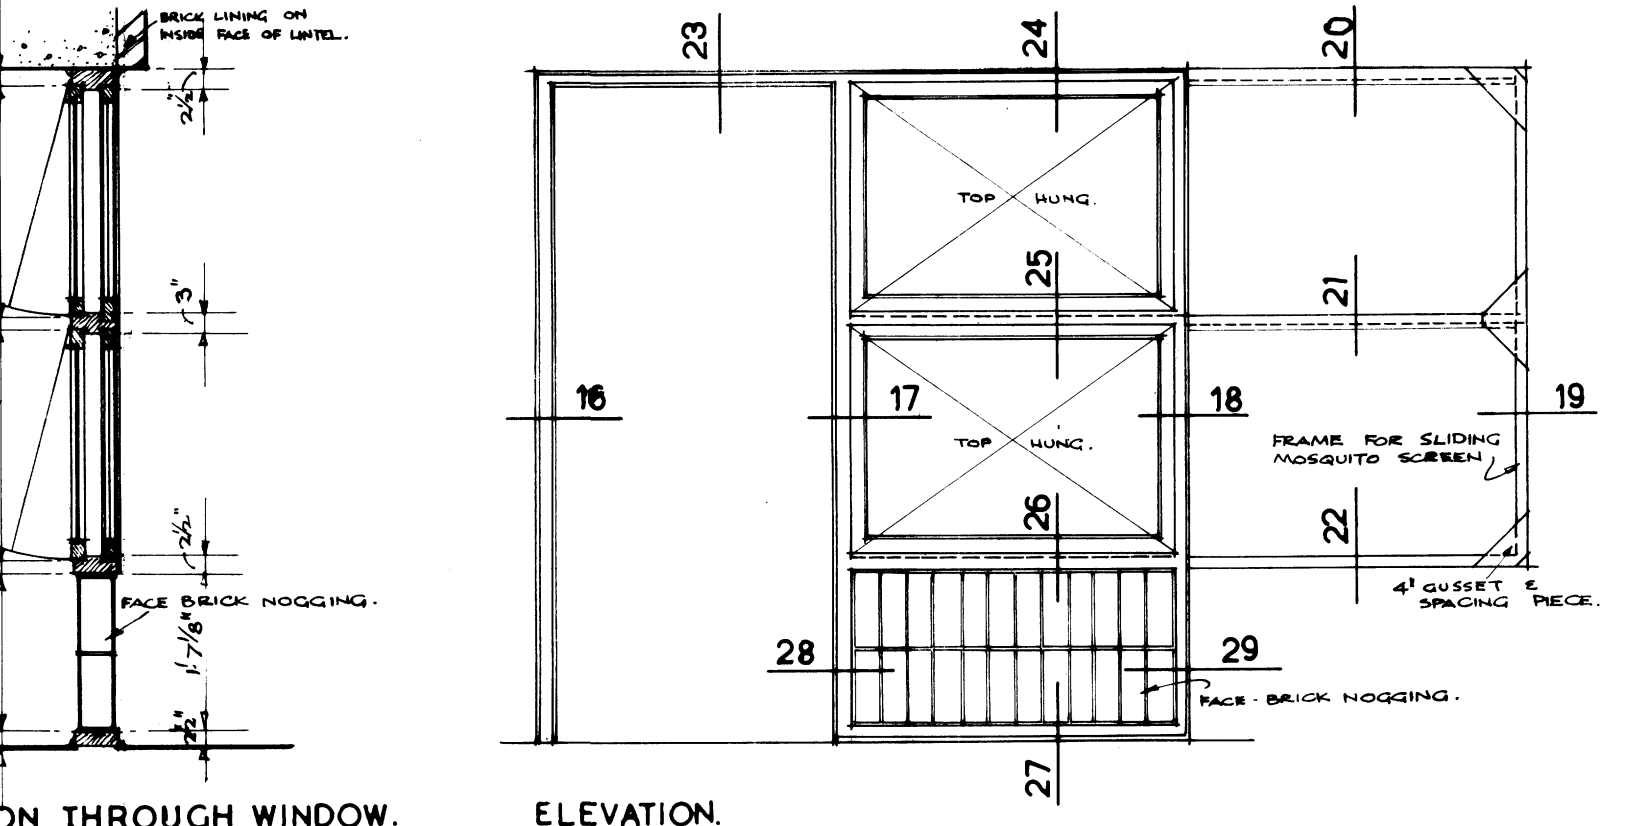 BRICK LINING ON
INSIDE FACE OF LINTEL.
2½"
3"
2½"
FACE BRICK NOGGING.
1'7 1/8"
2½"
ON THROUGH WINDOW.
23
24
20
TOP HUNG.
25
21
16
17
18
19
TOP HUNG.
FRAME FOR SLIDING
MOSQUITO SCREEN
26
22
4" GUSSET &
SPACING PIECE.
28
29
FACE-BRICK NOGGING.
27
ELEVATION.